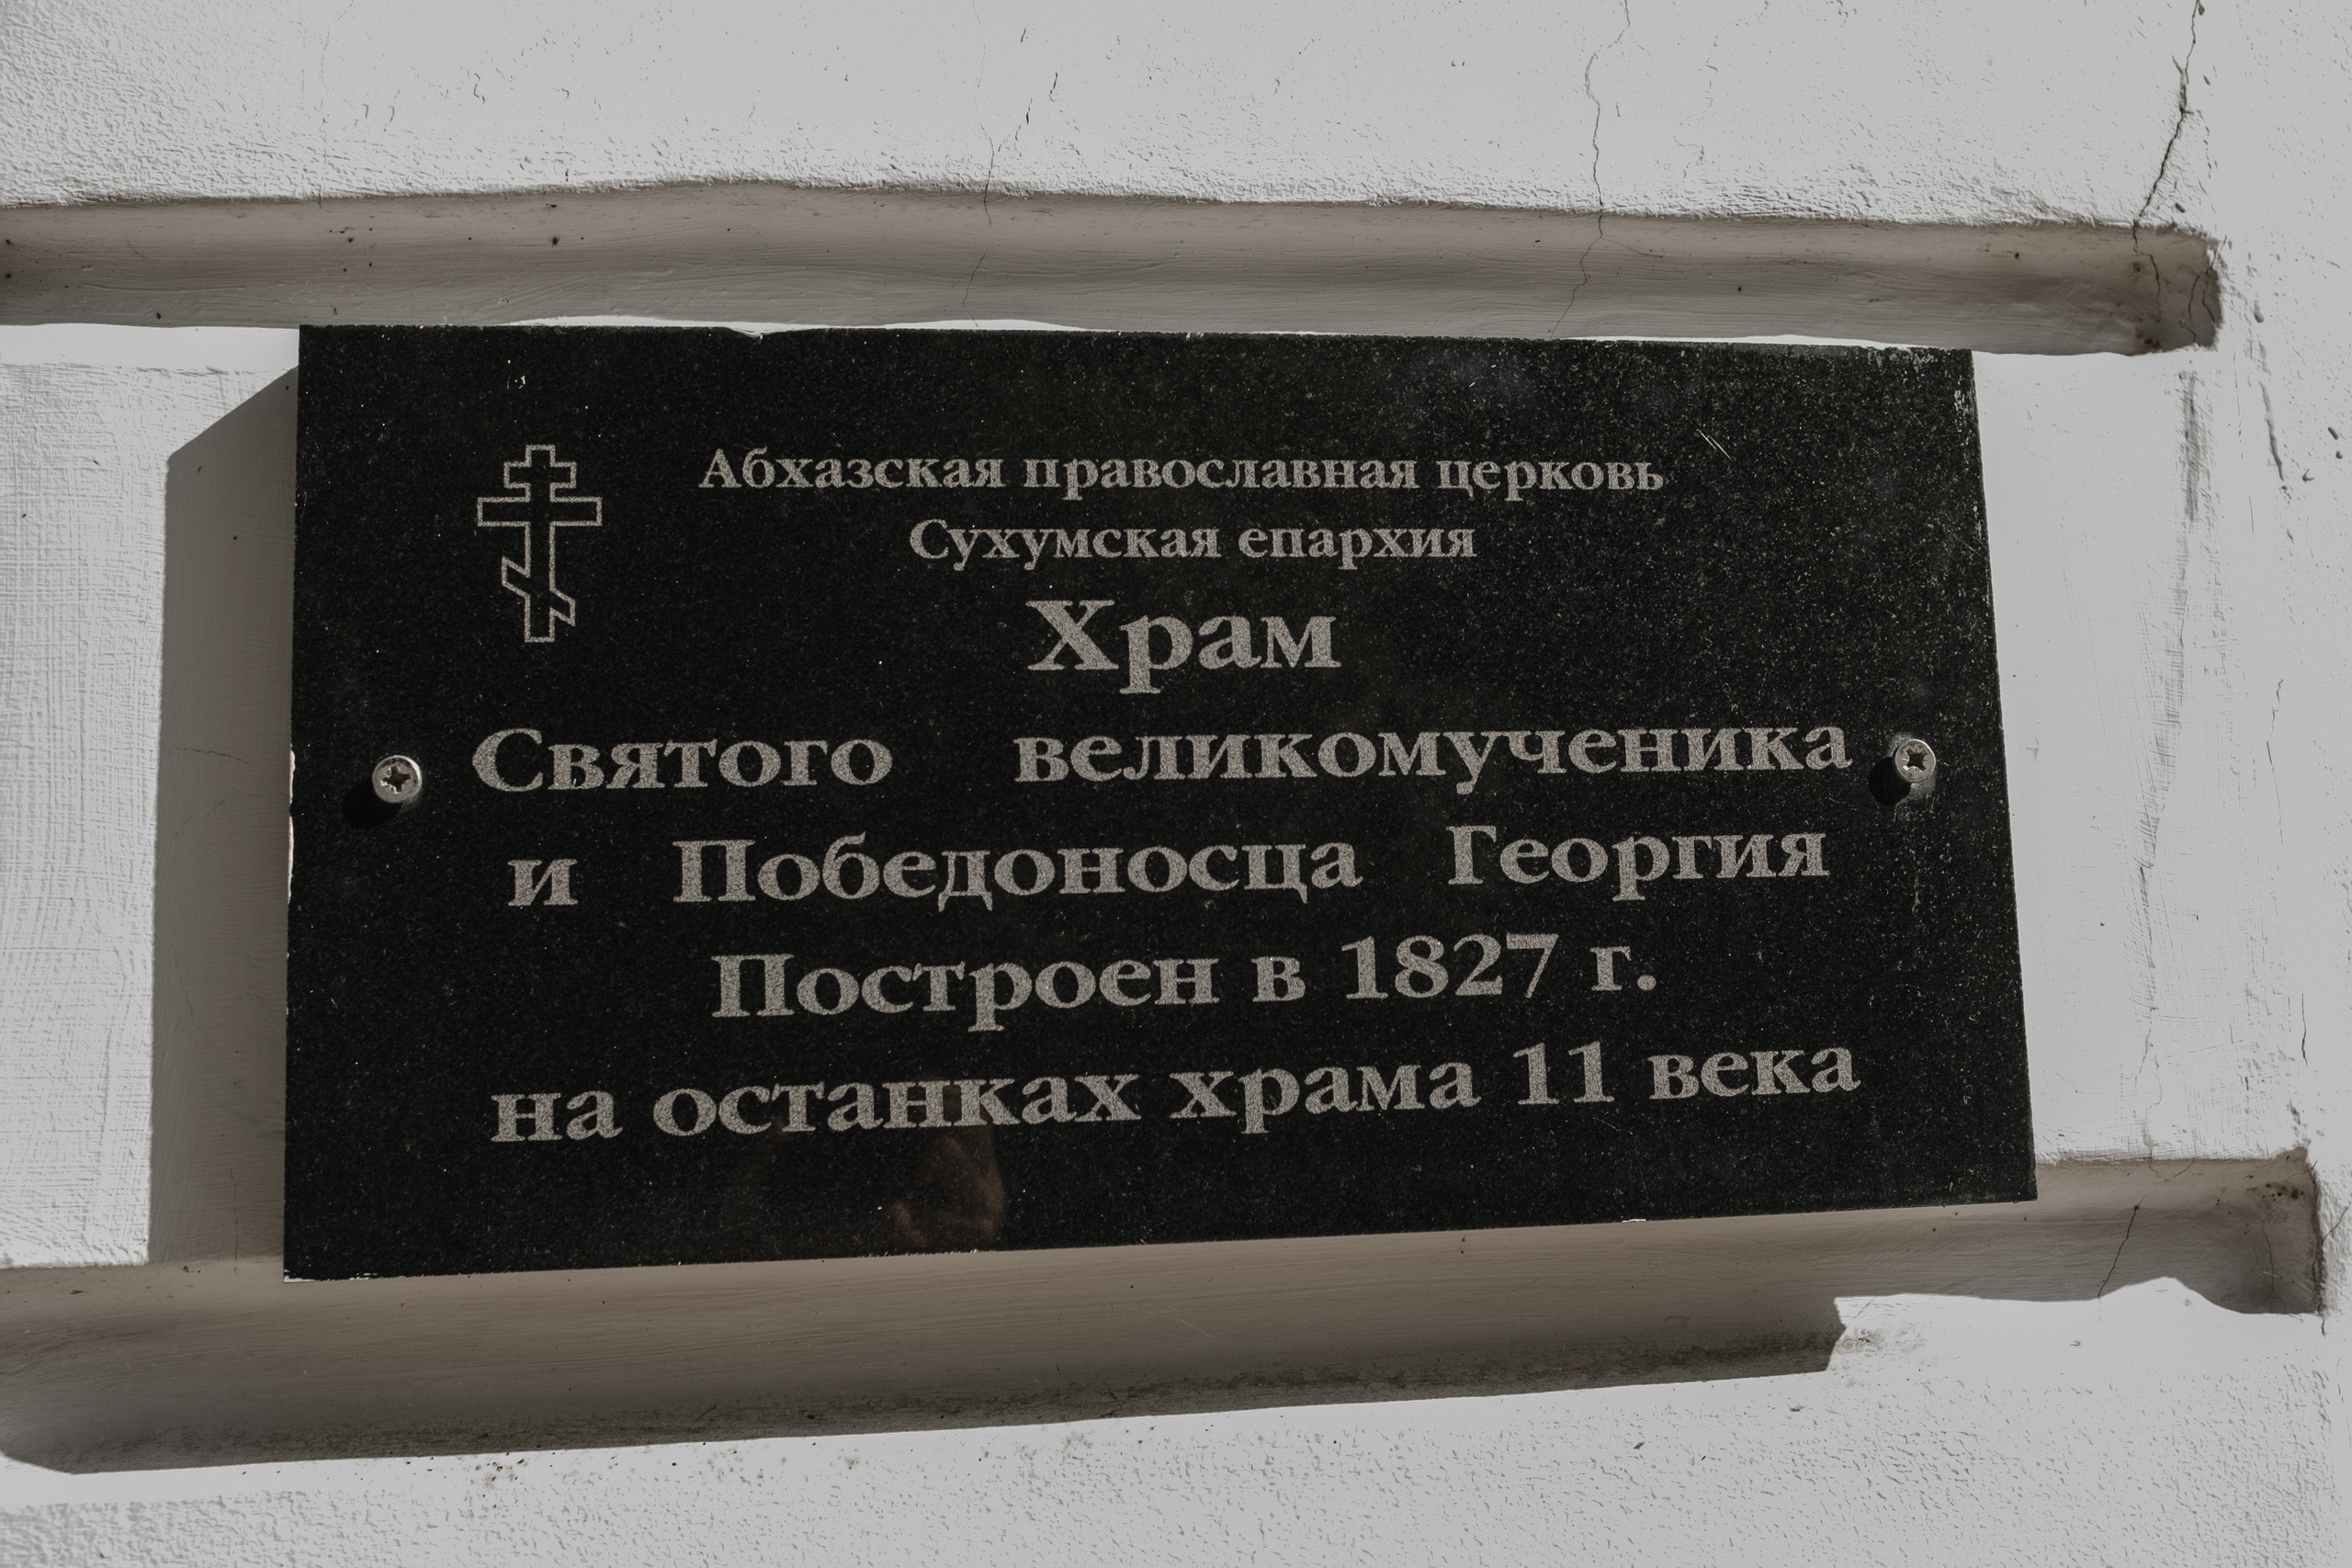 Абхазская православная церковь
Сухумская епархия
Храм
Святого великомученика
и Победоносца Георгия
Построен в 1827 г.
на останках храма 11 века